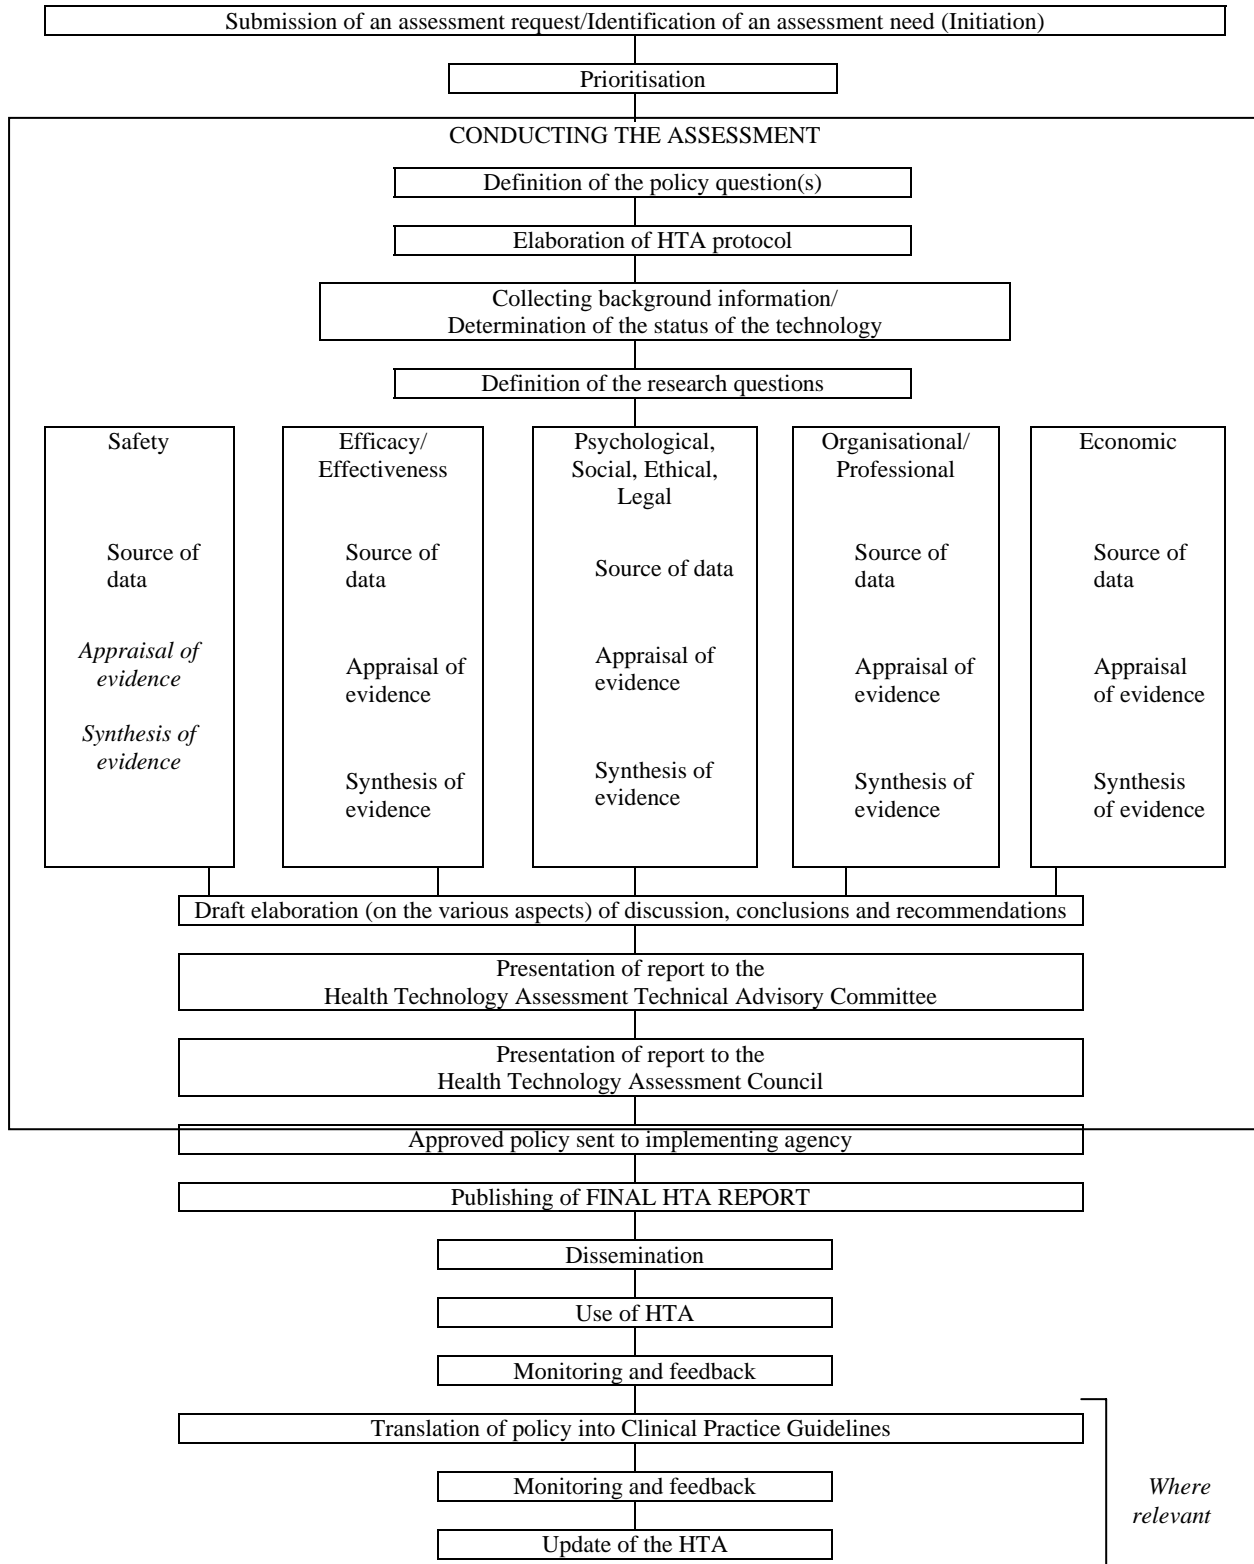 Submission of an assessment request/Identification of an assessment need (Initiation)
Prioritisation
CONDUCTING THE ASSESSMENT
Definition of the policy question(s)
Elaboration of HTA protocol
Collecting background information/
Determination of the status of the technology
Definition of the research questions
Safety
Source of
data
Appraisal of
evidence
Synthesis of
evidence
Efficacy/
Effectiveness
Source of
data
Appraisal of
evidence
Synthesis of
evidence
Psychological,
Social, Ethical,
Legal
Source of data
Appraisal of
evidence
Synthesis of
evidence
Organisational/
Professional
Source of
data
Appraisal of
evidence
Synthesis of
evidence
Economic
Source of
data
Appraisal
of evidence
Synthesis
of evidence
Draft elaboration (on the various aspects) of discussion, conclusions and recommendations
Presentation of report to the
Health Technology Assessment Technical Advisory Committee
Presentation of report to the
Health Technology Assessment Council
Approved policy sent to implementing agency
Publishing of FINAL HTA REPORT
Dissemination
Use of HTA
Monitoring and feedback
Translation of policy into Clinical Practice Guidelines
Monitoring and feedback
Update of the HTA
Where
relevant